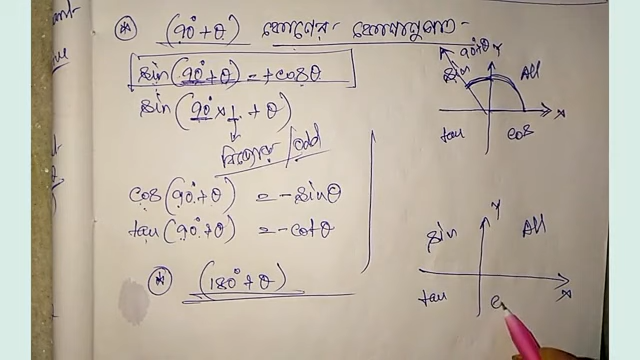 (90°+θ) কোণের ত্রিকোণমিতিক অনুপাত-
sin(90°+θ) = +cosθ
sin(90°×1+θ)
বিজোড়/odd
cos(90°+θ) = -sinθ
tan(90°+θ) = -cotθ
(180°+θ)
90°+θ Y
sin All
X
tan cos
Y
sin All
X
tan c